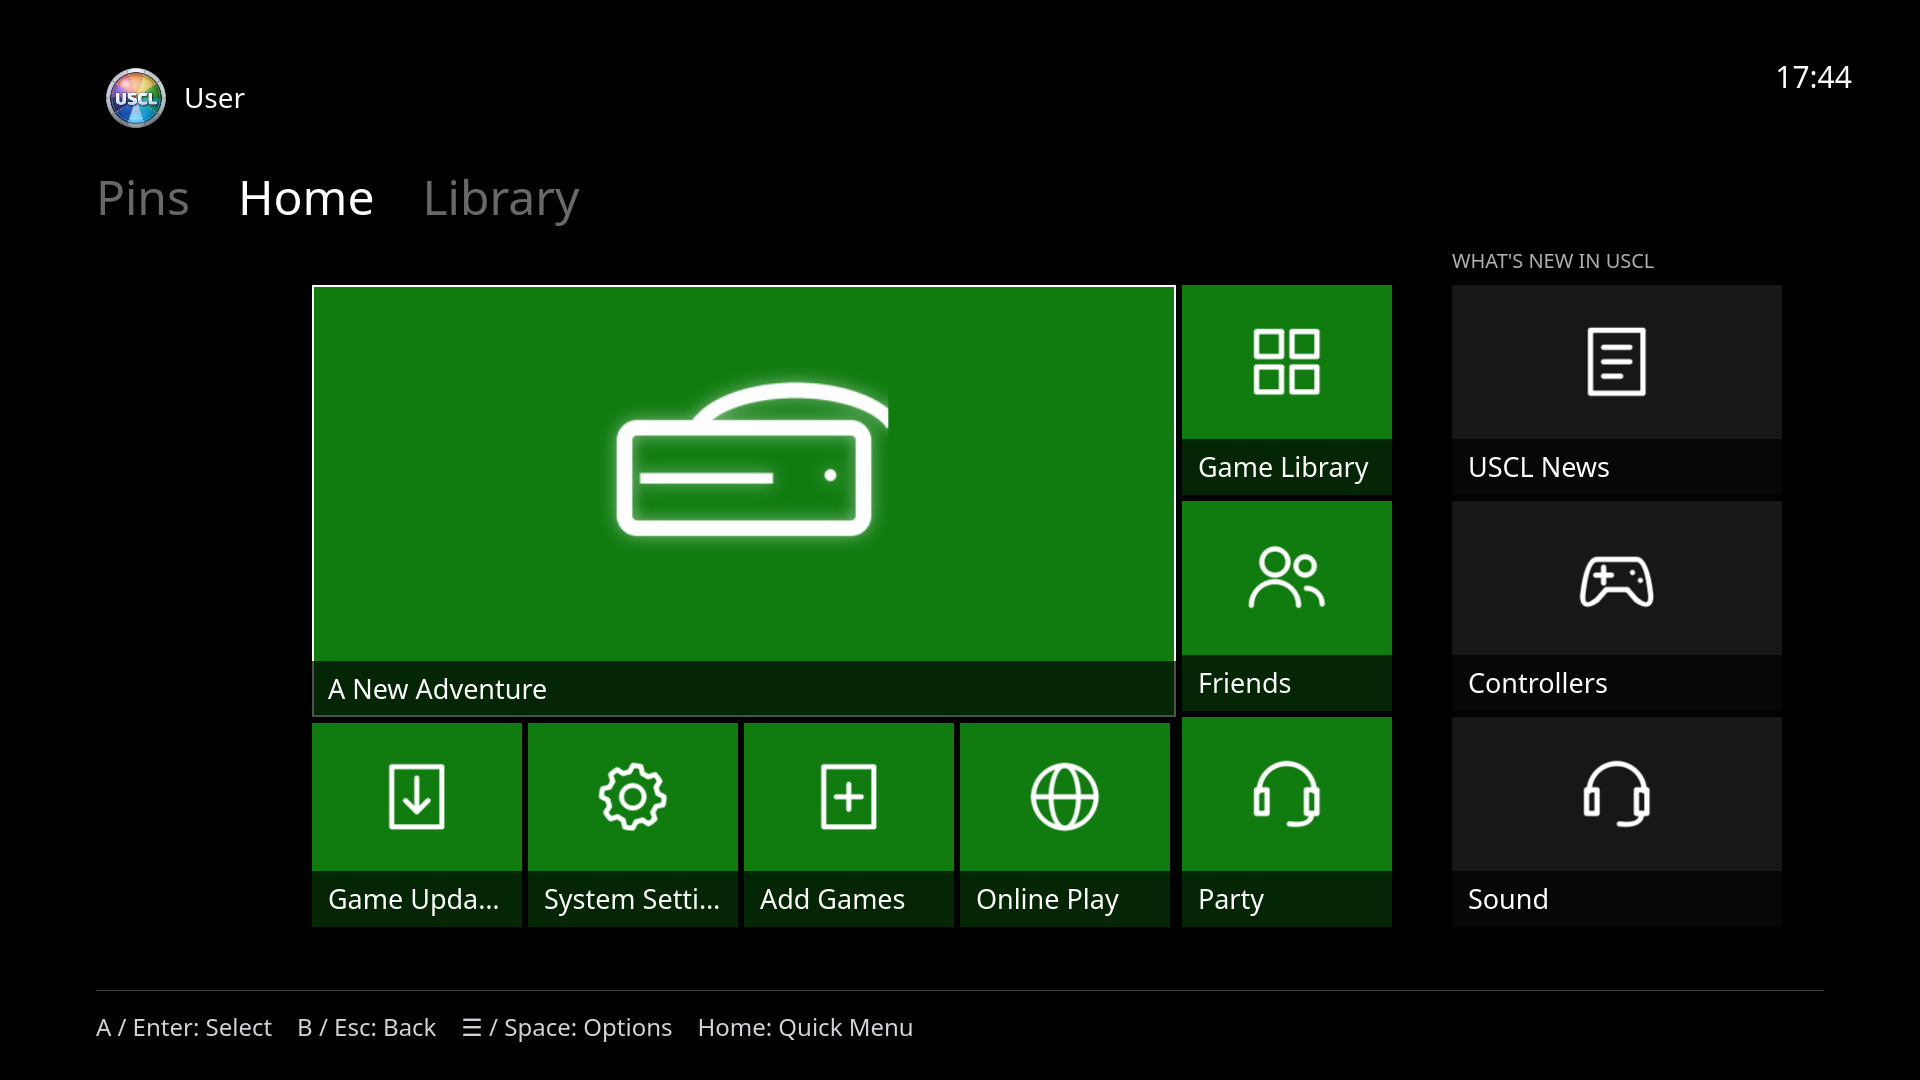 USCL
User
17:44
Pins
Home
Library
WHAT'S NEW IN USCL
A New Adventure
Game Library
Friends
USCL News
Controllers
Game Upda...
System Setti...
Add Games
Online Play
Party
Sound
A / Enter: Select
B / Esc: Back
☰ / Space: Options
Home: Quick Menu